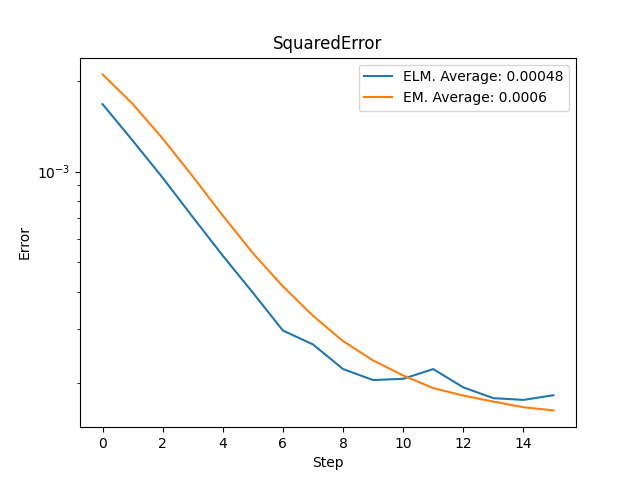 SquaredError
ELM. Average: 0.00048
EM. Average: 0.0006
10⁻³
Error
0 2 4 6 8 10 12 14
Step